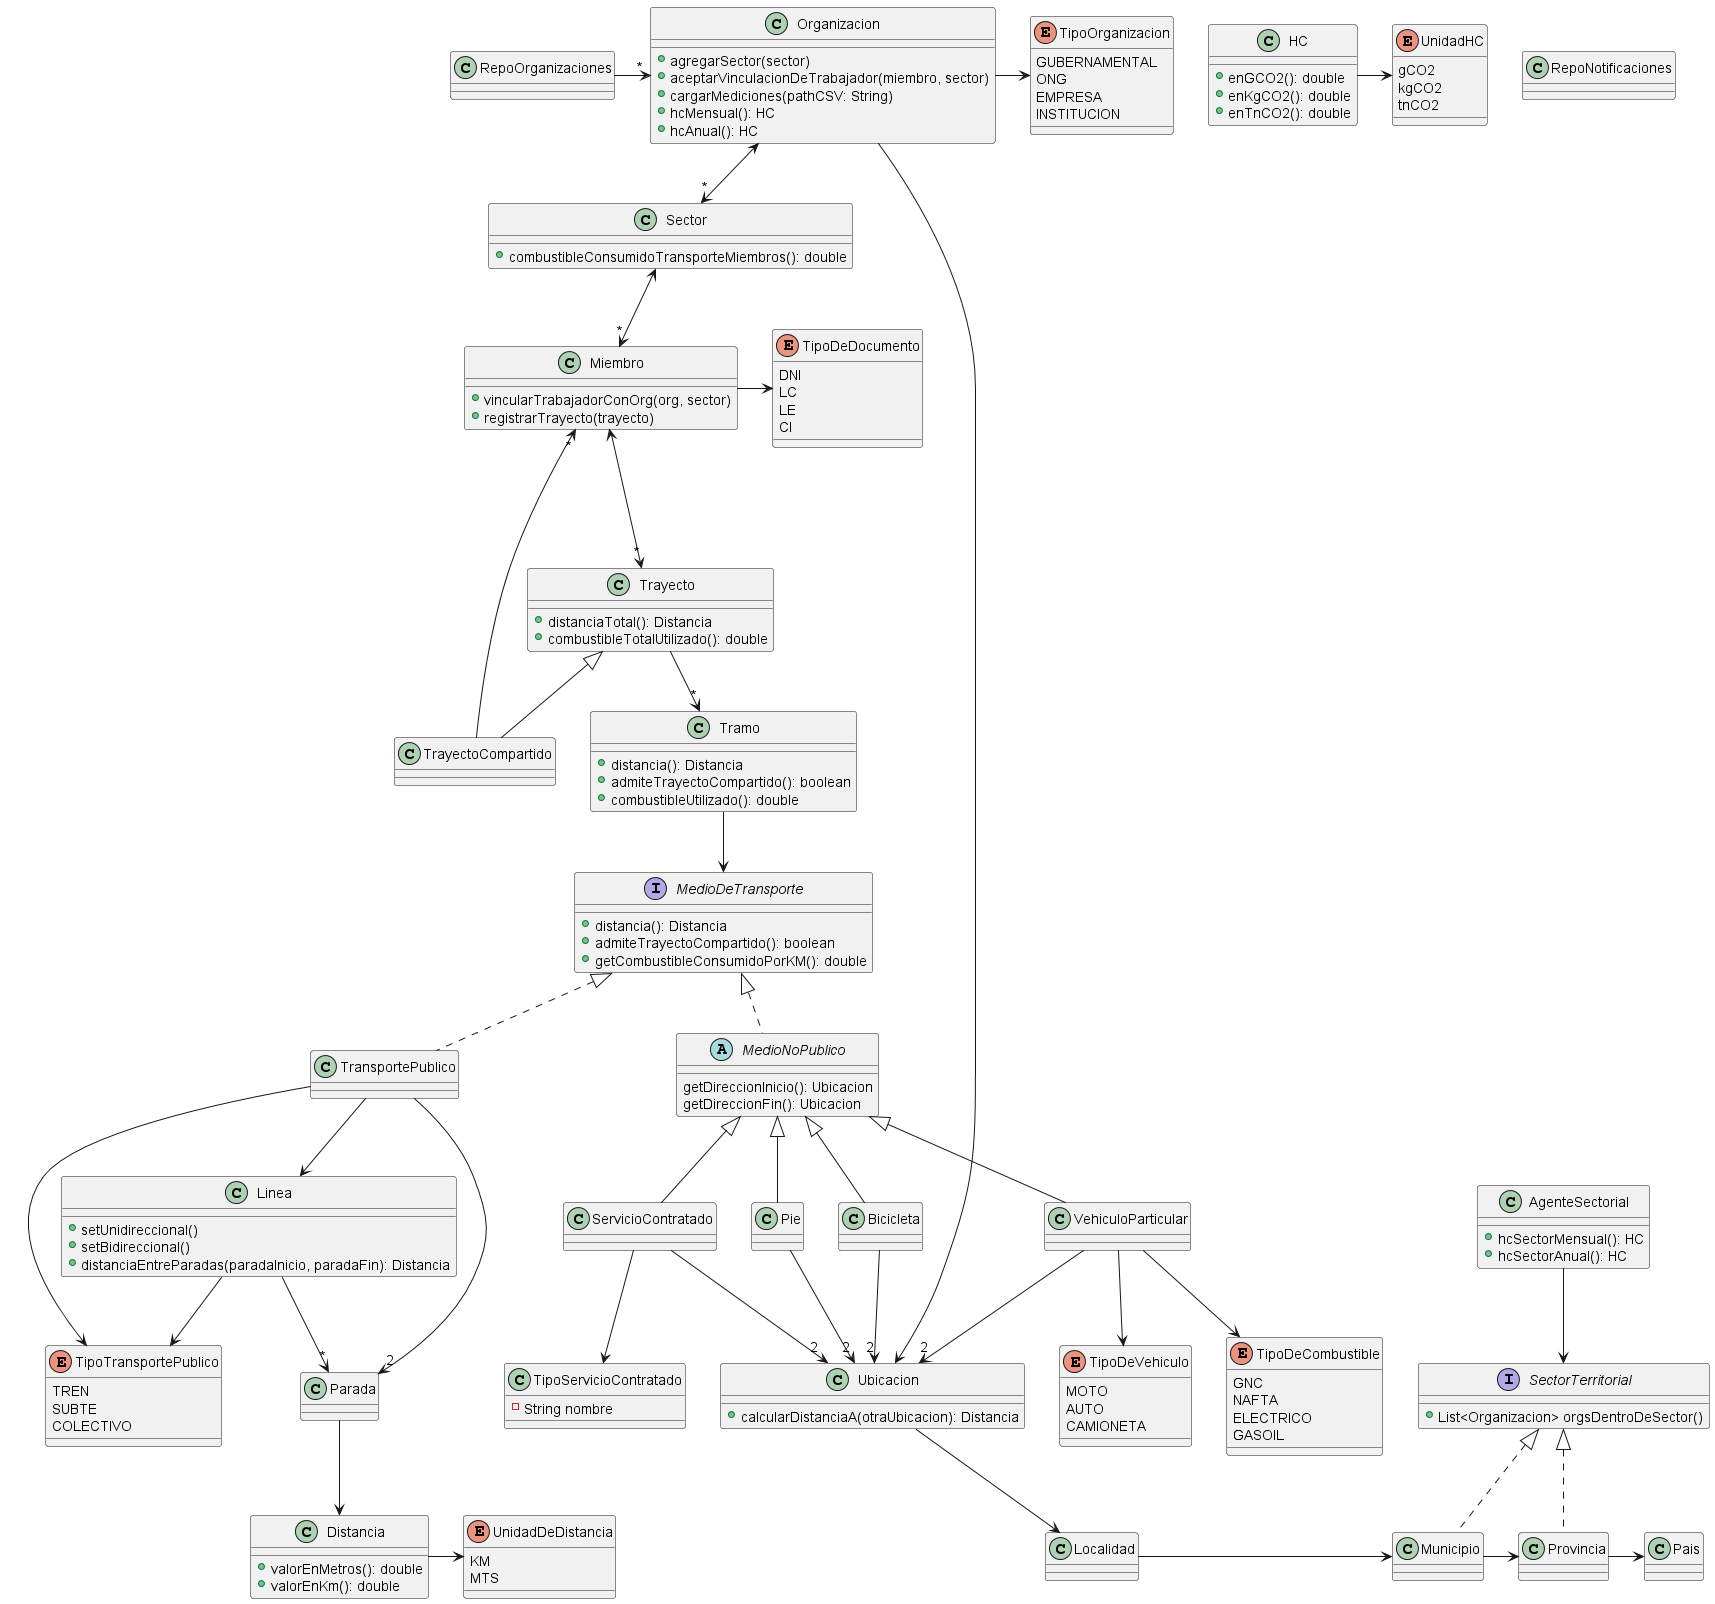 C RepoOrganizaciones
*
C Organizacion
agregarSector(sector)
aceptarVinculacionDeTrabajador(miembro, sector)
cargarMediciones(pathCSV: String)
hcMensual(): HC
hcAnual(): HC
E TipoOrganizacion
GUBERNAMENTAL
ONG
EMPRESA
INSTITUCION
C HC
enGCO2(): double
enKgCO2(): double
enTnCO2(): double
E UnidadHC
gCO2
kgCO2
tnCO2
C RepoNotificaciones
*
C Sector
combustibleConsumidoTransporteMiembros(): double
*
C Miembro
vincularTrabajadorConOrg(org, sector)
registrarTrayecto(trayecto)
E TipoDeDocumento
DNI
LC
LE
CI
*
*
C Trayecto
distanciaTotal(): Distancia
combustibleTotalUtilizado(): double
*
C TrayectoCompartido
C Tramo
distancia(): Distancia
admiteTrayectoCompartido(): boolean
combustibleUtilizado(): double
I MedioDeTransporte
distancia(): Distancia
admiteTrayectoCompartido(): boolean
getCombustibleConsumidoPorKM(): double
C TransportePublico
A MedioNoPublico
getDireccionInicio(): Ubicacion
getDireccionFin(): Ubicacion
C Linea
setUnidireccional()
setBidireccional()
distanciaEntreParadas(paradaInicio, paradaFin): Distancia
C ServicioContratado
C Pie
C Bicicleta
C VehiculoParticular
C AgenteSectorial
hcSectorMensual(): HC
hcSectorAnual(): HC
*
2
2
2
2
2
E TipoTransportePublico
TREN
SUBTE
COLECTIVO
C Parada
C TipoServicioContratado
String nombre
C Ubicacion
calcularDistanciaA(otraUbicacion): Distancia
E TipoDeVehiculo
MOTO
AUTO
CAMIONETA
E TipoDeCombustible
GNC
NAFTA
ELECTRICO
GASOIL
I SectorTerritorial
List<Organizacion> orgsDentroDeSector()
C Distancia
valorEnMetros(): double
valorEnKm(): double
E UnidadDeDistancia
KM
MTS
C Localidad
C Municipio
C Provincia
C Pais